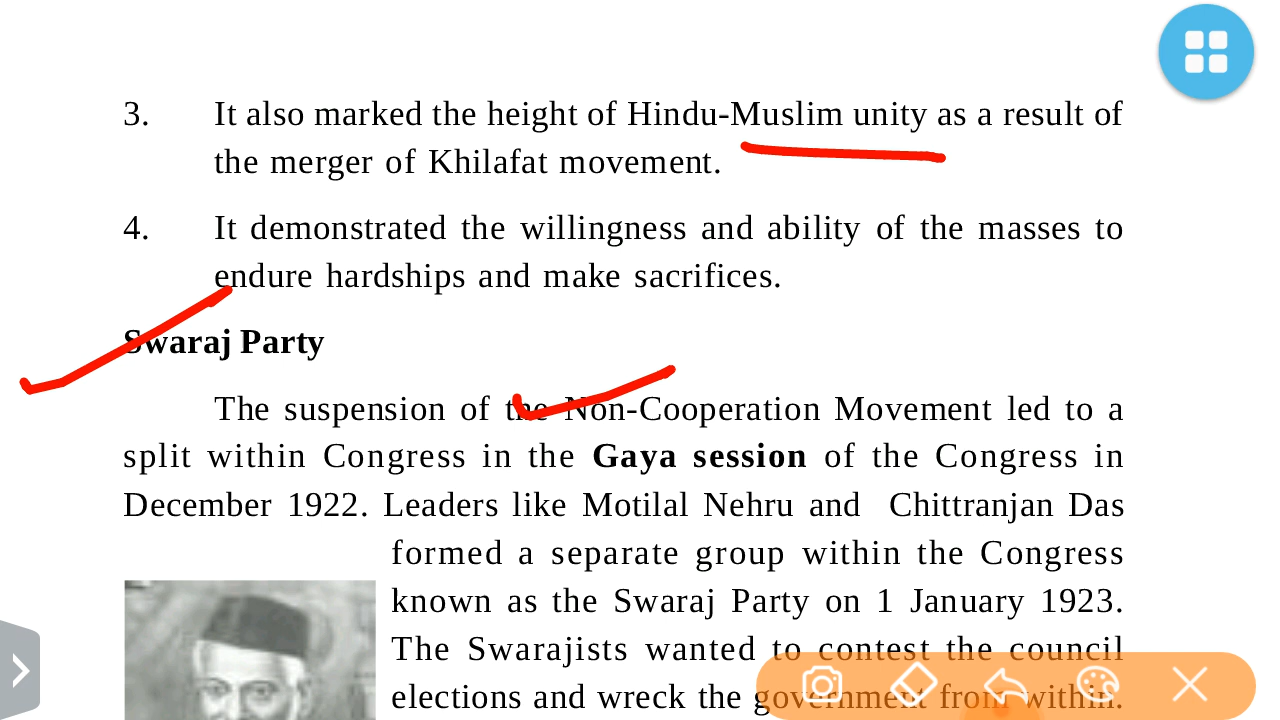 3. It also marked the height of Hindu-Muslim unity as a result of
the merger of Khilafat movement.
4. It demonstrated the willingness and ability of the masses to
endure hardships and make sacrifices.
Swaraj Party
The suspension of the Non-Cooperation Movement led to a
split within Congress in the Gaya session of the Congress in
December 1922. Leaders like Motilal Nehru and Chittranjan Das
formed a separate group within the Congress
known as the Swaraj Party on 1 January 1923.
The Swarajists wanted to contest the council
elections and wreck the government from within.